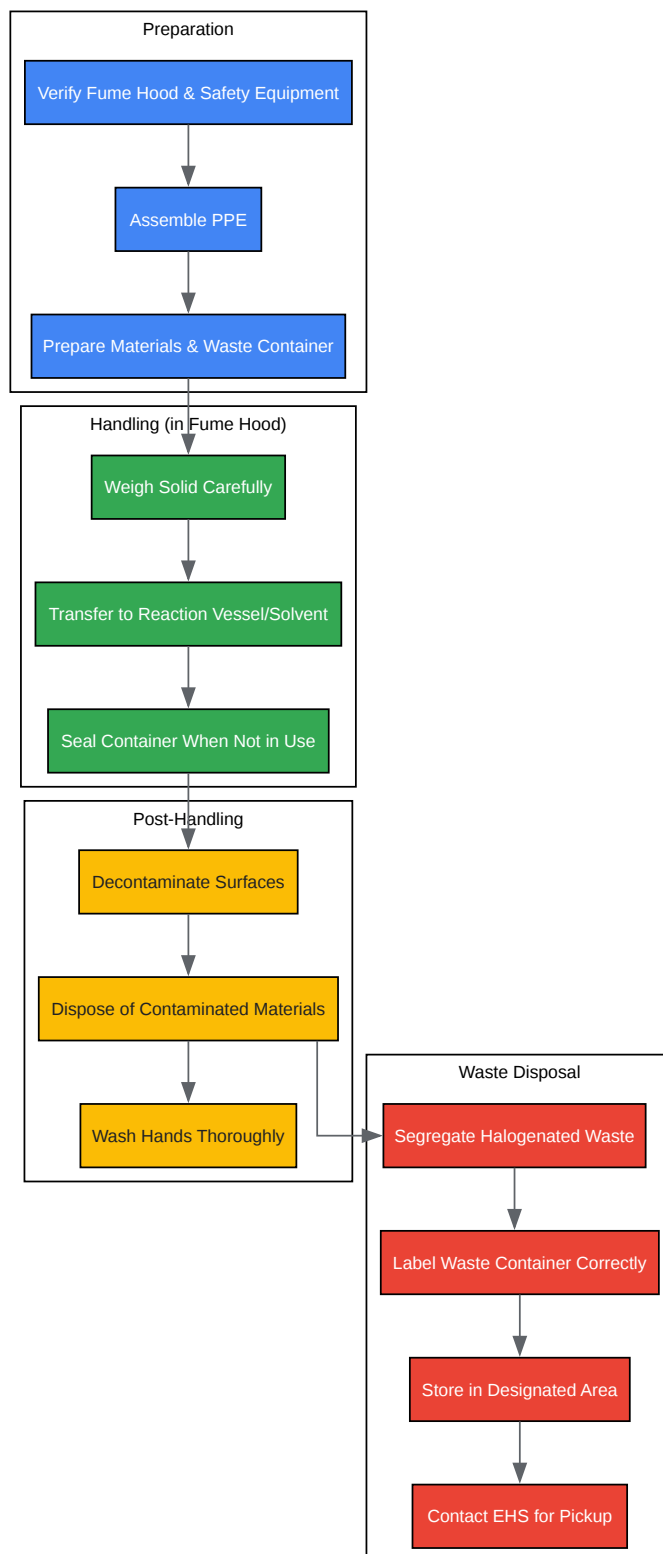 Preparation
Verify Fume Hood & Safety Equipment
Assemble PPE
Prepare Materials & Waste Container
Handling (in Fume Hood)
Weigh Solid Carefully
Transfer to Reaction Vessel/Solvent
Seal Container When Not in Use
Post-Handling
Decontaminate Surfaces
Dispose of Contaminated Materials
Wash Hands Thoroughly
Waste Disposal
Segregate Halogenated Waste
Label Waste Container Correctly
Store in Designated Area
Contact EHS for Pickup